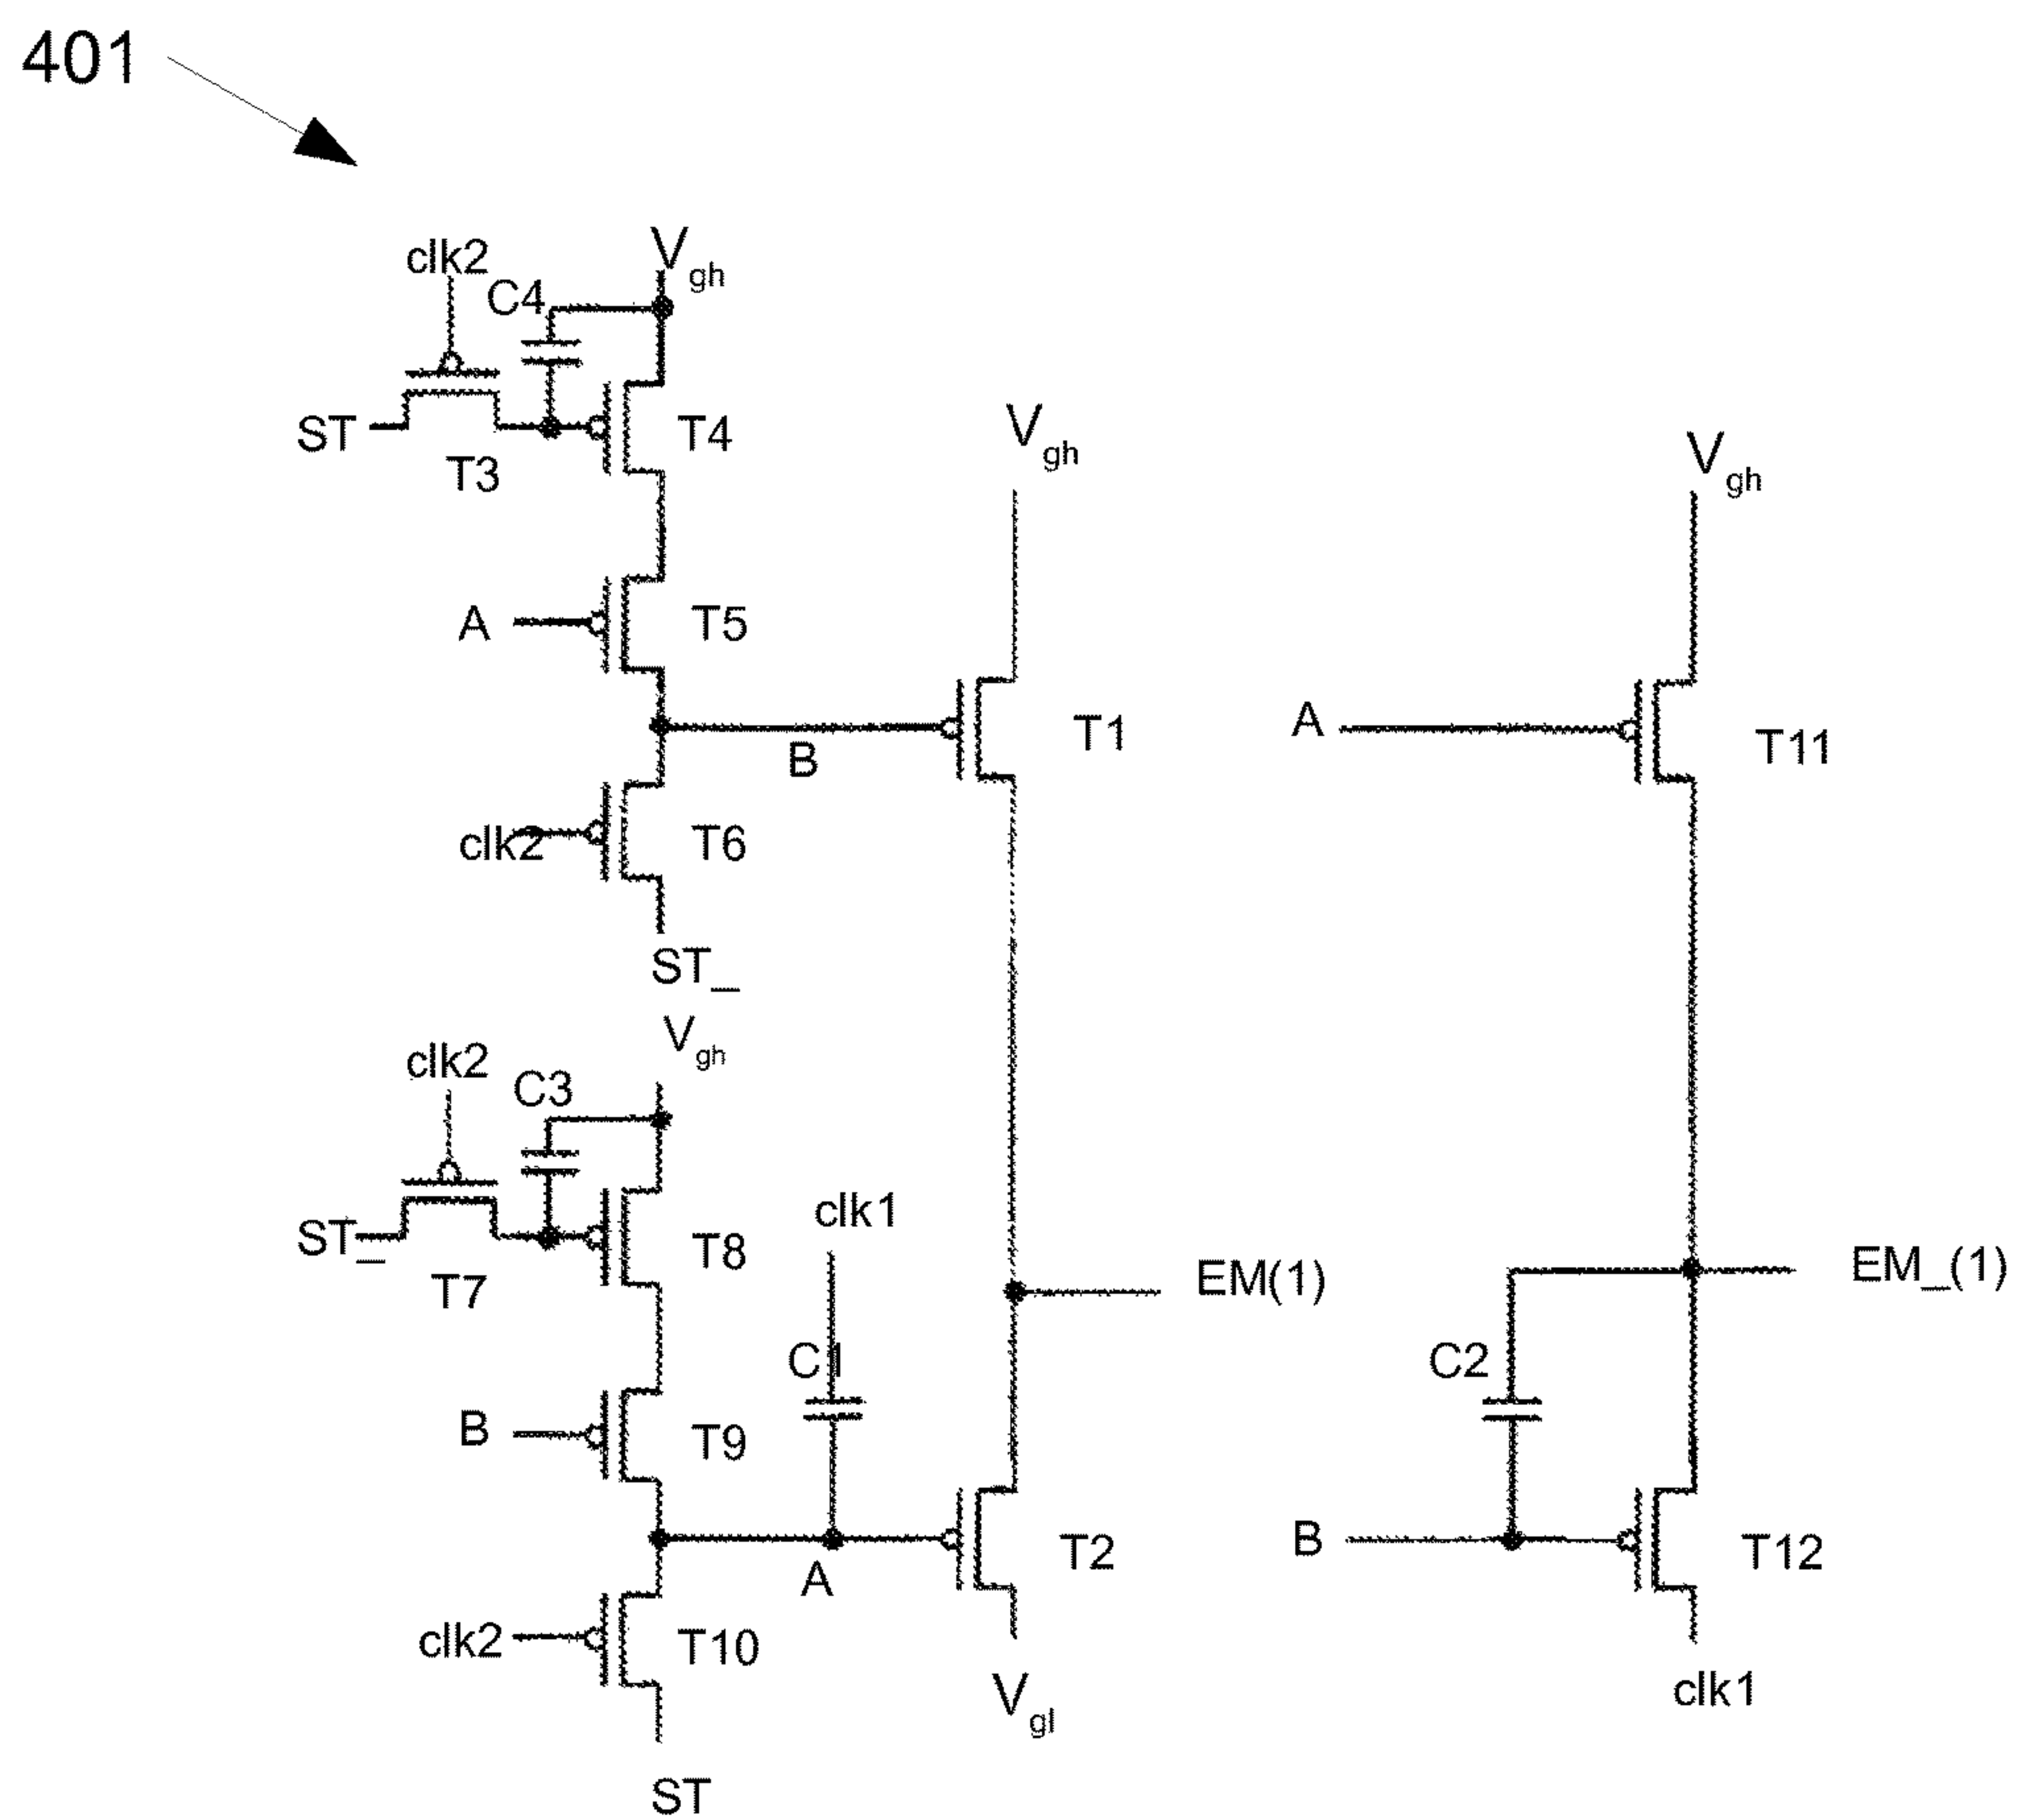 401
clk2
Vgh
C4
ST
T3
T4
A
T5
B
clk2
T6
ST_
Vgh
T1
Vgh
A
T11
Vgh
clk2
C3
ST_
T7
T8
clk1
C1
EM(1)
B
T9
A
T2
Vgl
clk2
T10
ST
EM_(1)
C2
B
T12
clk1